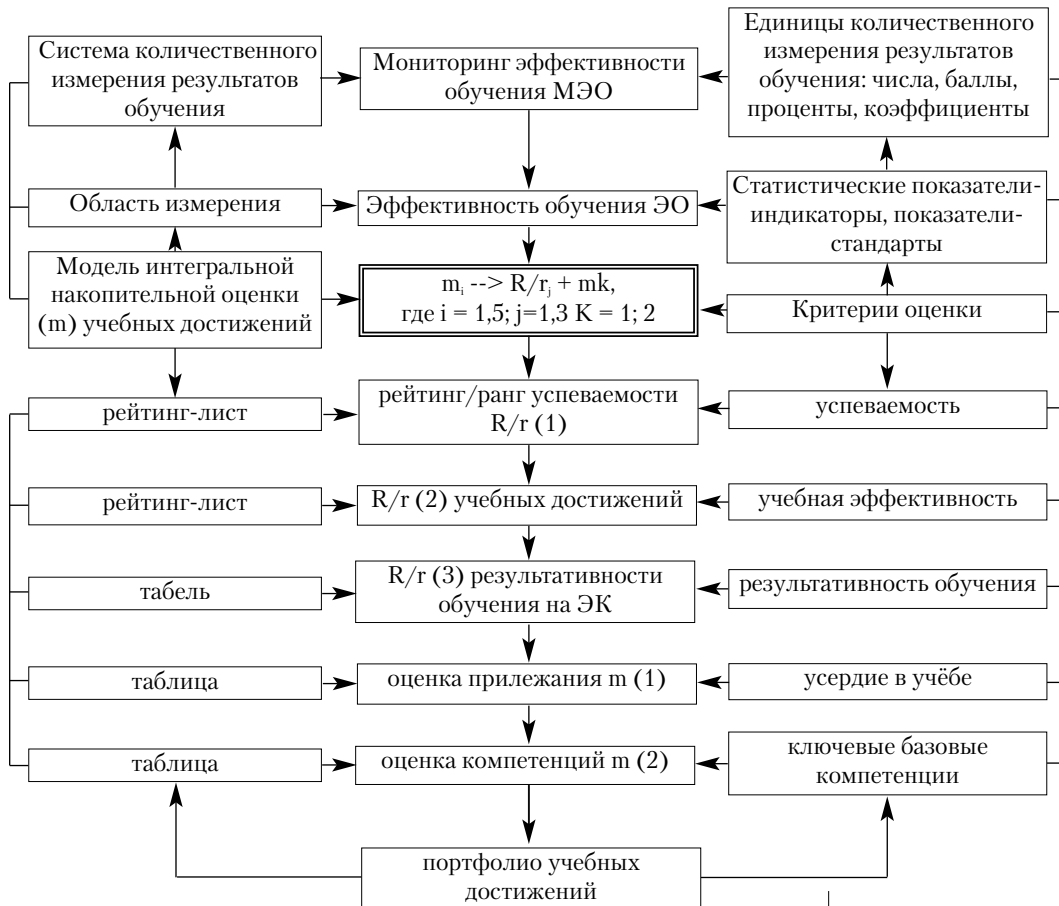 Система количественного
измерения результатов
обучения
Мониторинг эффективности
обучения МЭО
Единицы количественного
измерения результатов
обучения: числа, баллы,
проценты, коэффициенты
Область измерения
Эффективность обучения ЭО
Статистические показатели-
индикаторы, показатели-
стандарты
Модель интегральной
накопительной оценки
(m) учебных достижений
mᵢ --> R/rⱼ + mk,
где i = 1,5; j=1,3 K = 1; 2
Критерии оценки
рейтинг-лист
рейтинг/ранг успеваемости
R/r (1)
успеваемость
рейтинг-лист
R/r (2) учебных достижений
учебная эффективность
табель
R/r (3) результативности
обучения на ЭК
результативность обучения
таблица
оценка прилежания m (1)
усердие в учёбе
таблица
оценка компетенций m (2)
ключевые базовые
компетенции
портфолио учебных
достижений